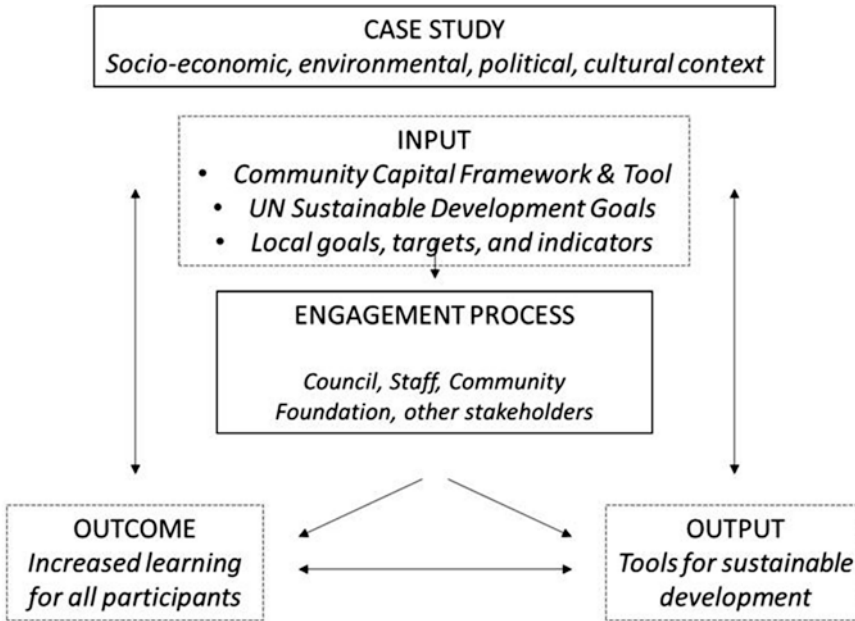 CASE STUDY
Socio-economic, environmental, political, cultural context
INPUT
• Community Capital Framework & Tool
• UN Sustainable Development Goals
• Local goals, targets, and indicators
ENGAGEMENT PROCESS
Council, Staff, Community
Foundation, other stakeholders
OUTCOME
Increased learning
for all participants
OUTPUT
Tools for sustainable
development